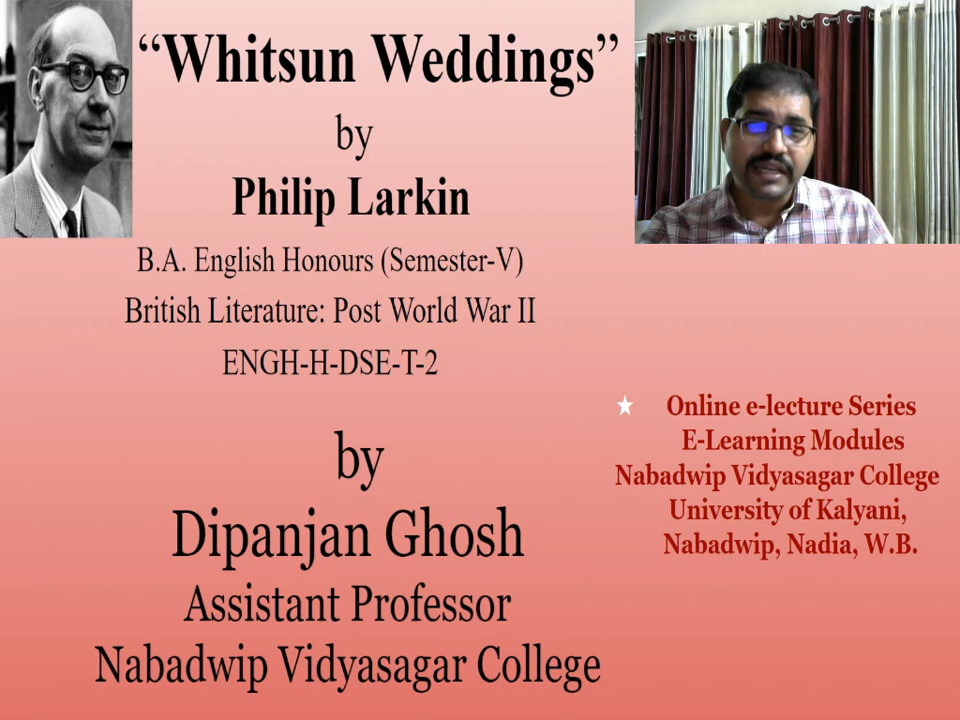 “Whitsun Weddings”
by
Philip Larkin
B.A. English Honours (Semester-V)
British Literature: Post World War II
ENGH-H-DSE-T-2
by
Dipanjan Ghosh
Assistant Professor
Nabadwip Vidyasagar College
Online e-lecture Series
E-Learning Modules
Nabadwip Vidyasagar College
University of Kalyani,
Nabadwip, Nadia, W.B.